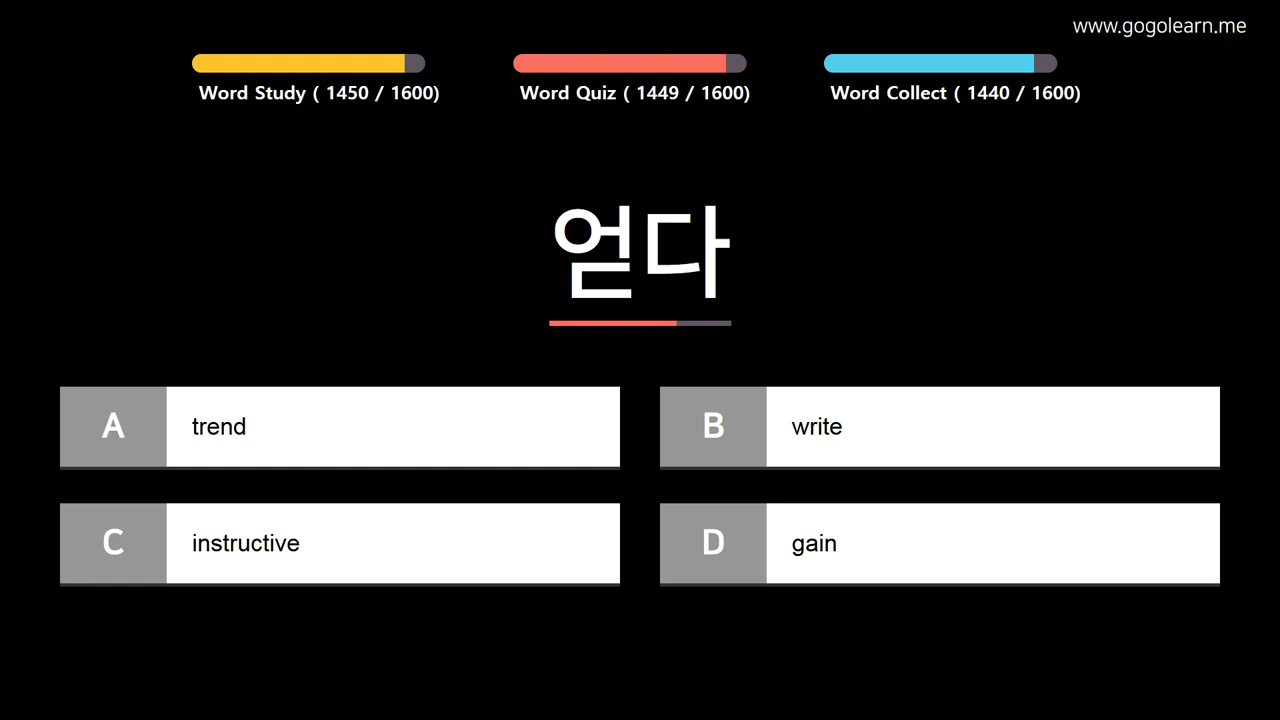 www.gogolearn.me
Word Study ( 1450 / 1600)
Word Quiz ( 1449 / 1600)
Word Collect ( 1440 / 1600)
얻다
A trend
B write
C instructive
D gain